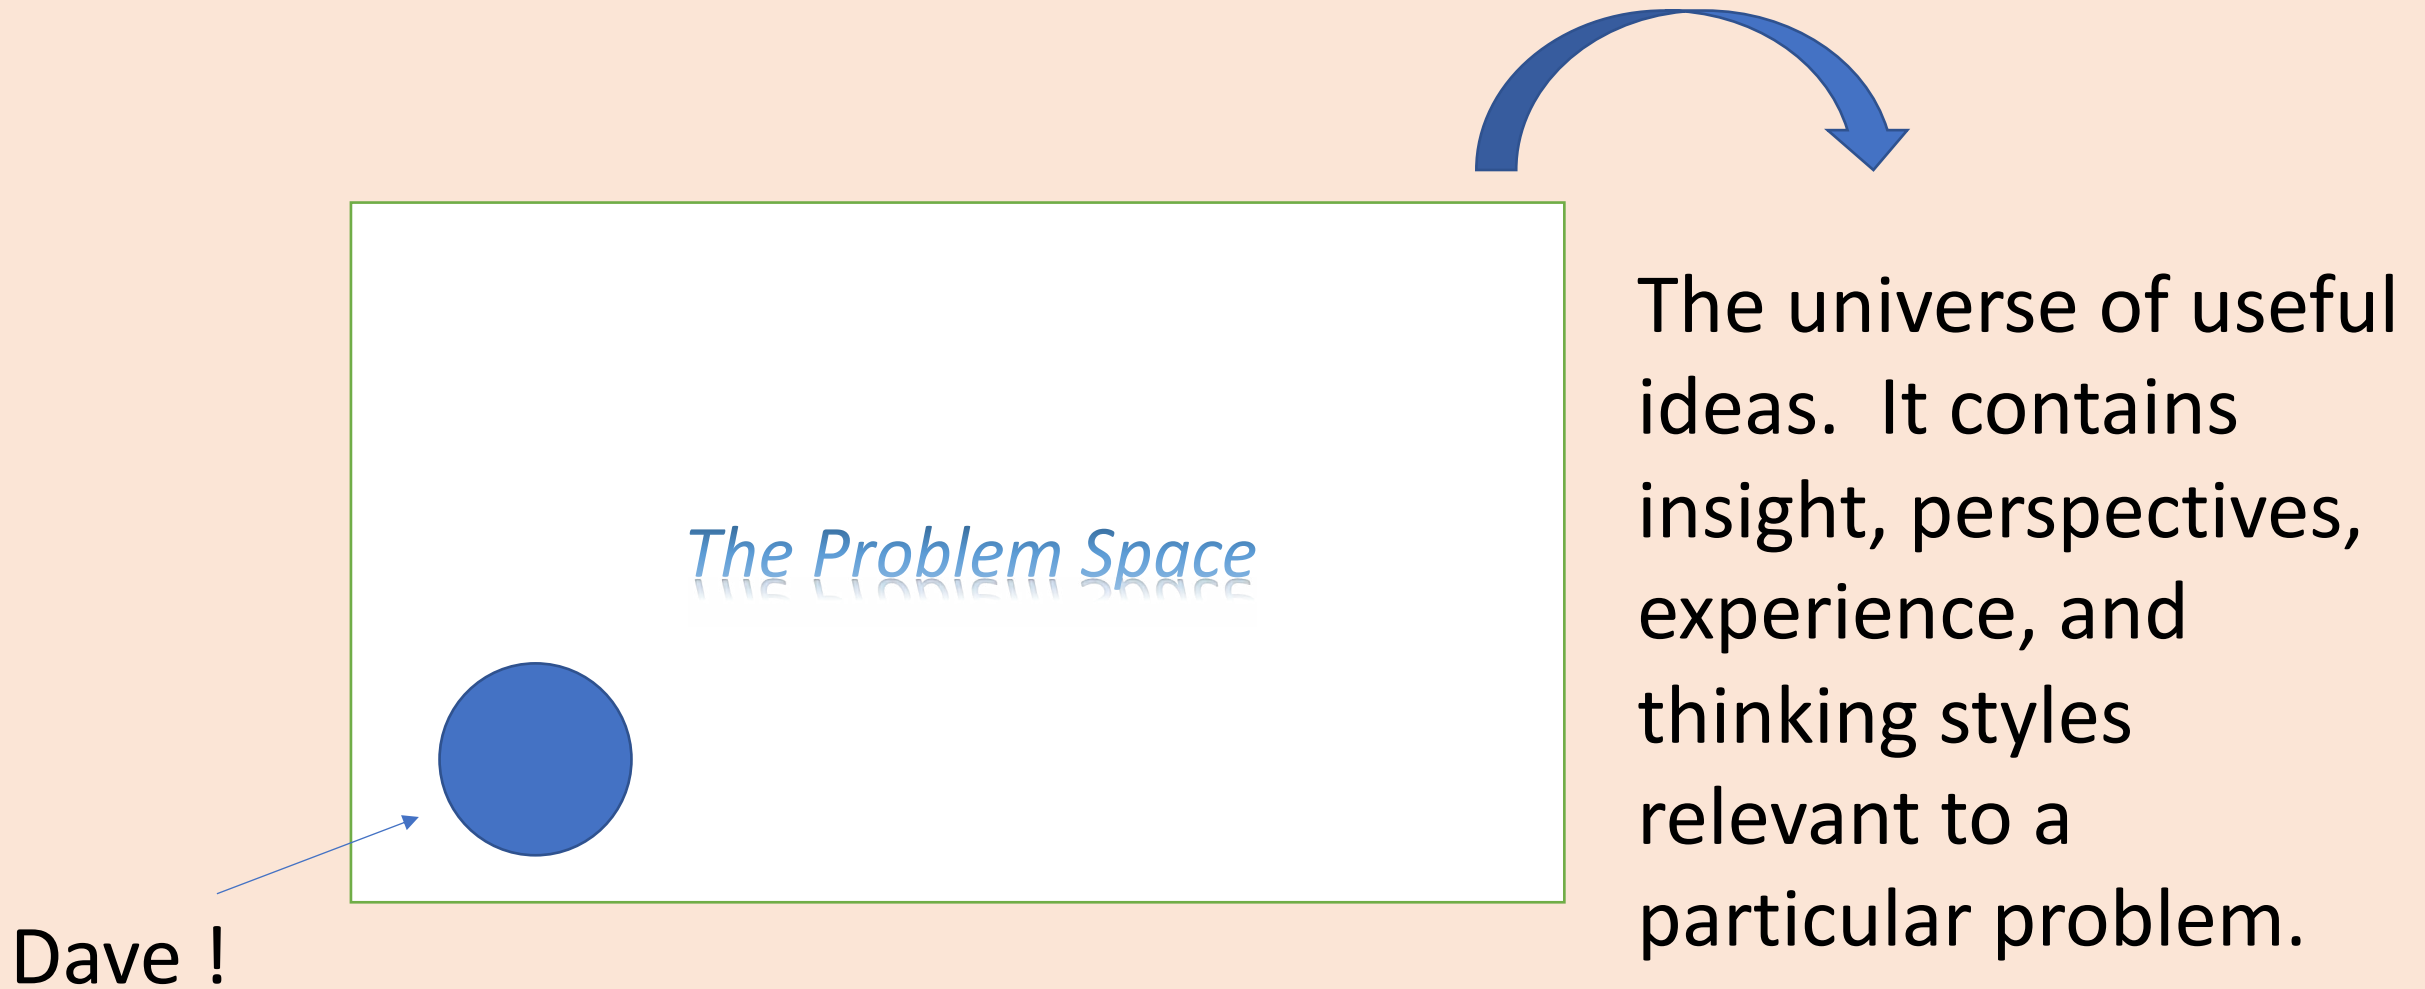 The Problem Space
The universe of useful
ideas.  It contains
insight, perspectives,
experience, and
thinking styles
relevant to a
particular problem.
Dave !